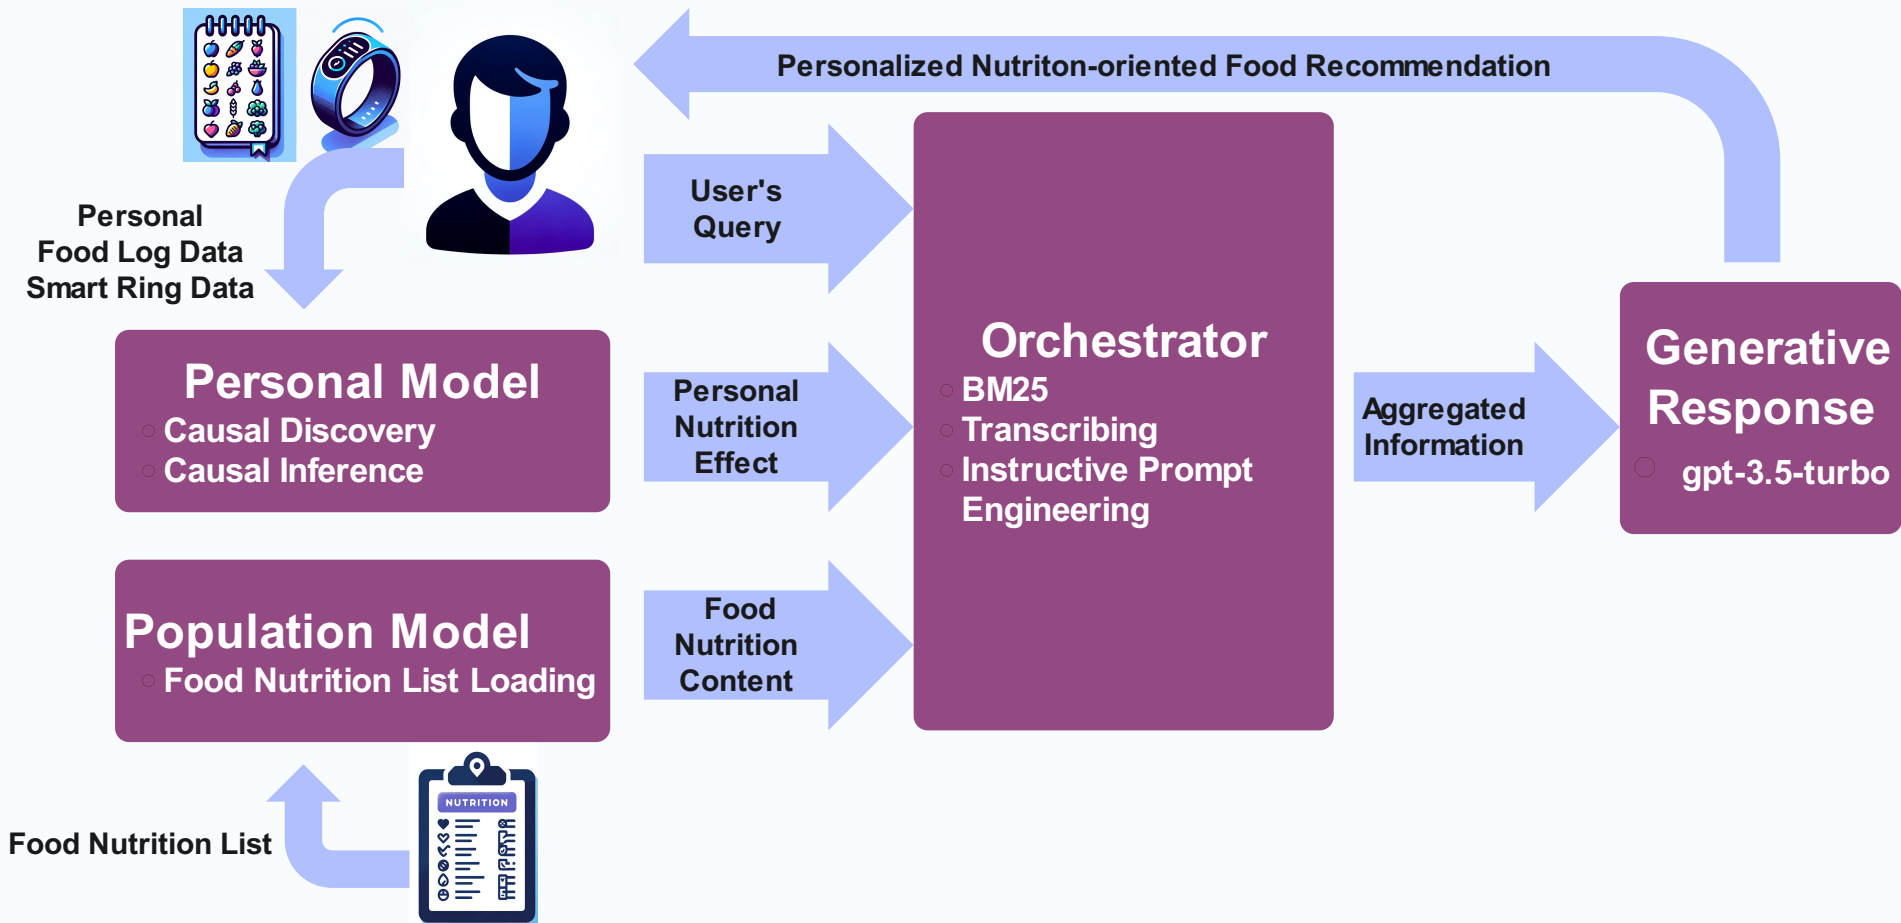 Personalized Nutriton-oriented Food Recommendation
User's
Query
Personal
Food Log Data
Smart Ring Data
Personal Model
Causal Discovery
Causal Inference
Personal
Nutrition
Effect
Orchestrator
BM25
Transcribing
Instructive Prompt
Engineering
Aggregated
Information
Generative
Response
gpt-3.5-turbo
Population Model
Food Nutrition List Loading
Food
Nutrition
Content
NUTRITION
Food Nutrition List